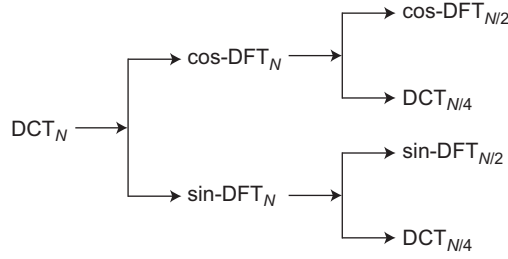 cos-DFT_{N/2}
cos-DFT_N
DCT_{N/4}
DCT_N
sin-DFT_{N/2}
sin-DFT_N
DCT_{N/4}